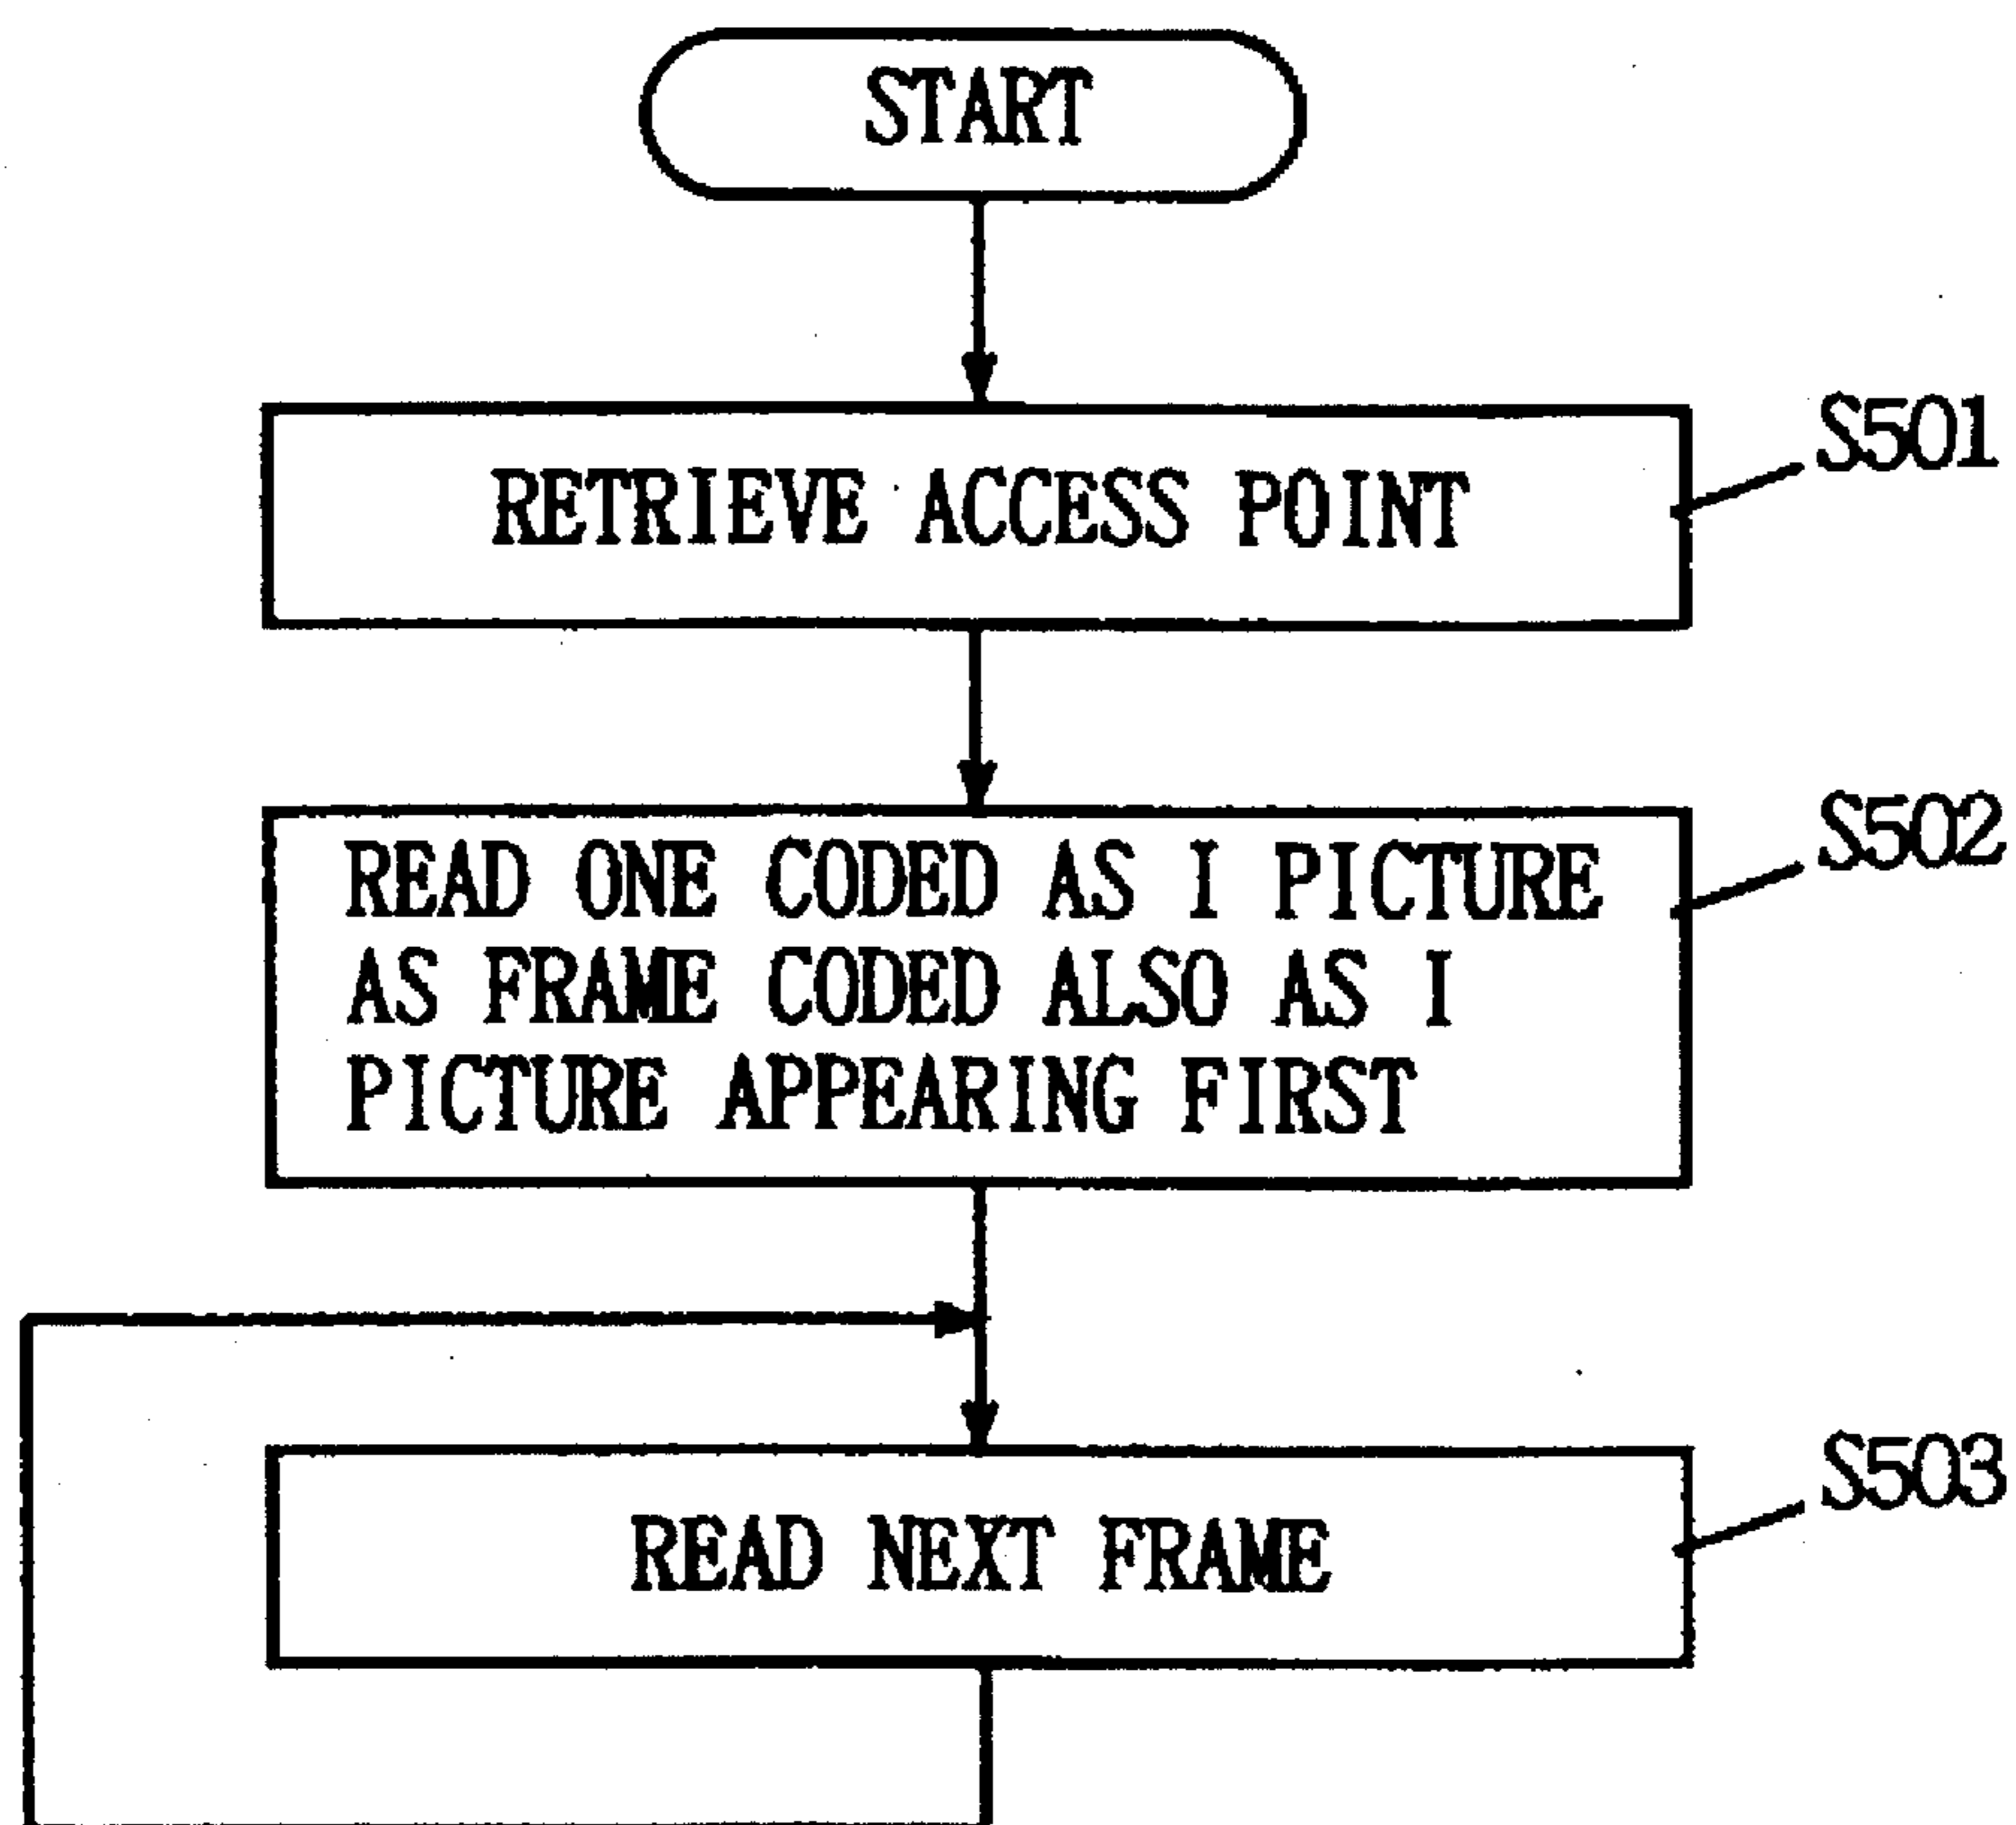 START
S501
RETRIEVE ACCESS POINT
S502
READ ONE CODED AS I PICTURE
AS FRAME CODED ALSO AS I
PICTURE APPEARING FIRST
S503
READ NEXT FRAME